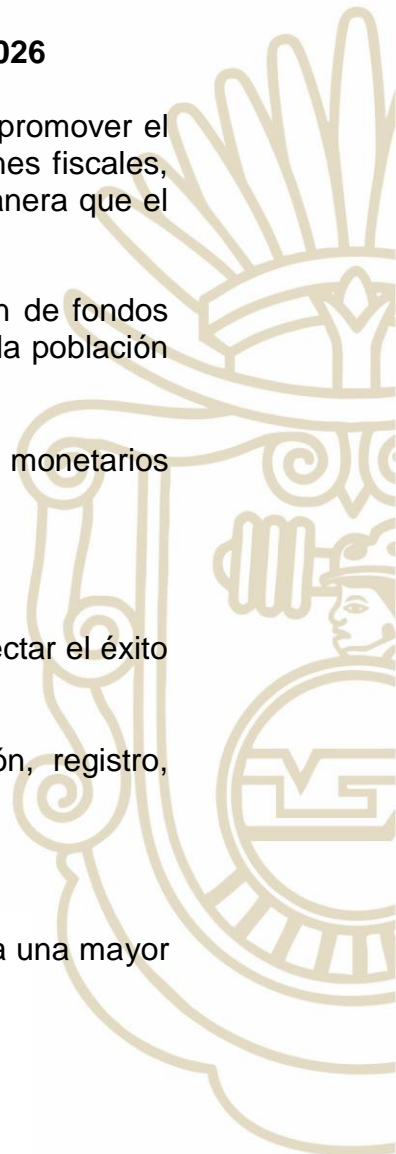 026
promover el
nes fiscales,
anera que el
n de fondos
la población
monetarios
ectar el éxito
ón, registro,
a una mayor